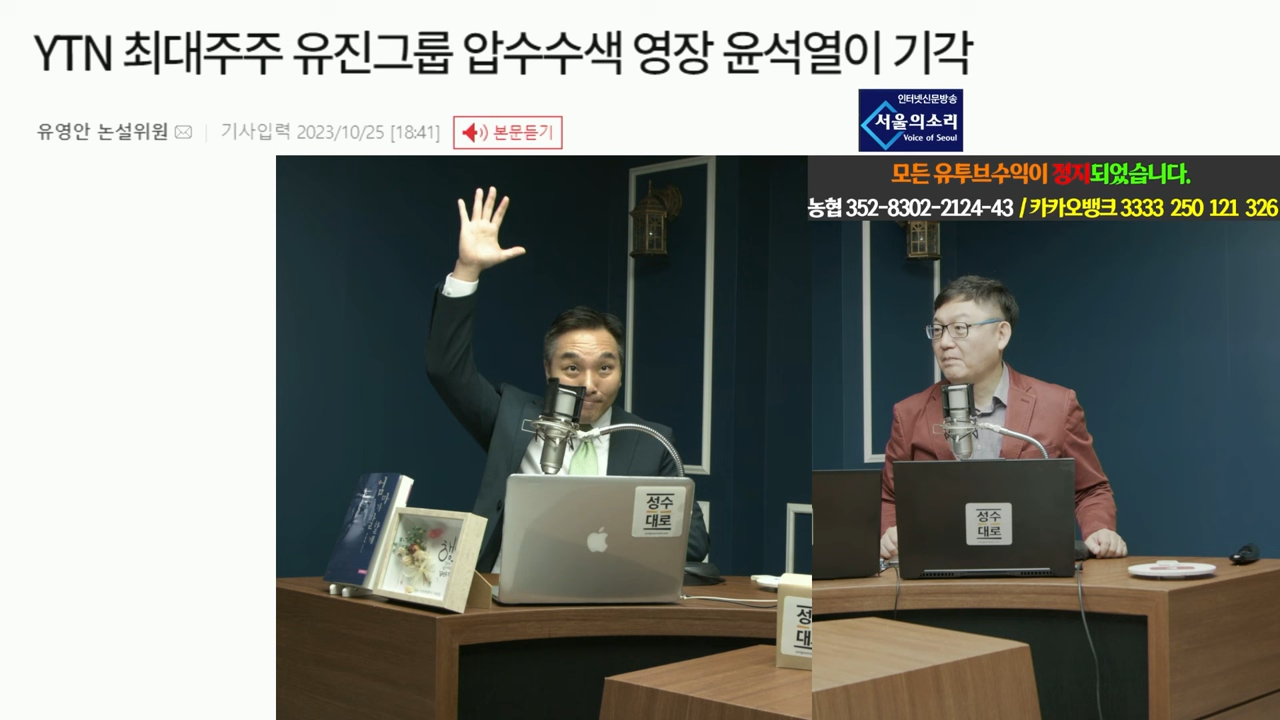 YTN 최대주주 유진그룹 압수수색 영장 윤석열이 기각
유영안 논설위원
기사입력 2023/10/25 [18:41]
본문듣기
인터넷신문방송
서울의소리
Voice of Seoul
모든 유투브수익이 정지되었습니다.
농협 352-8302-2124-43 / 카카오뱅크 3333 250 121 326
성수
대로
성수
대로